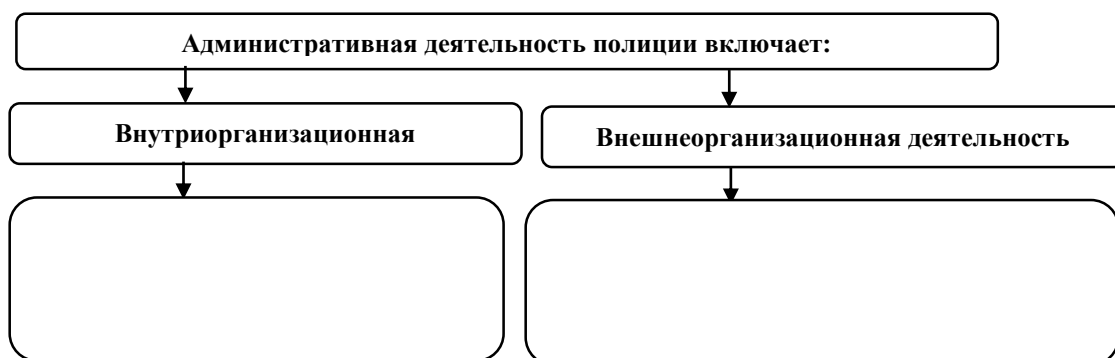 Административная деятельность полиции включает:
Внутриорганизационная
Внешнеорганизационная деятельность